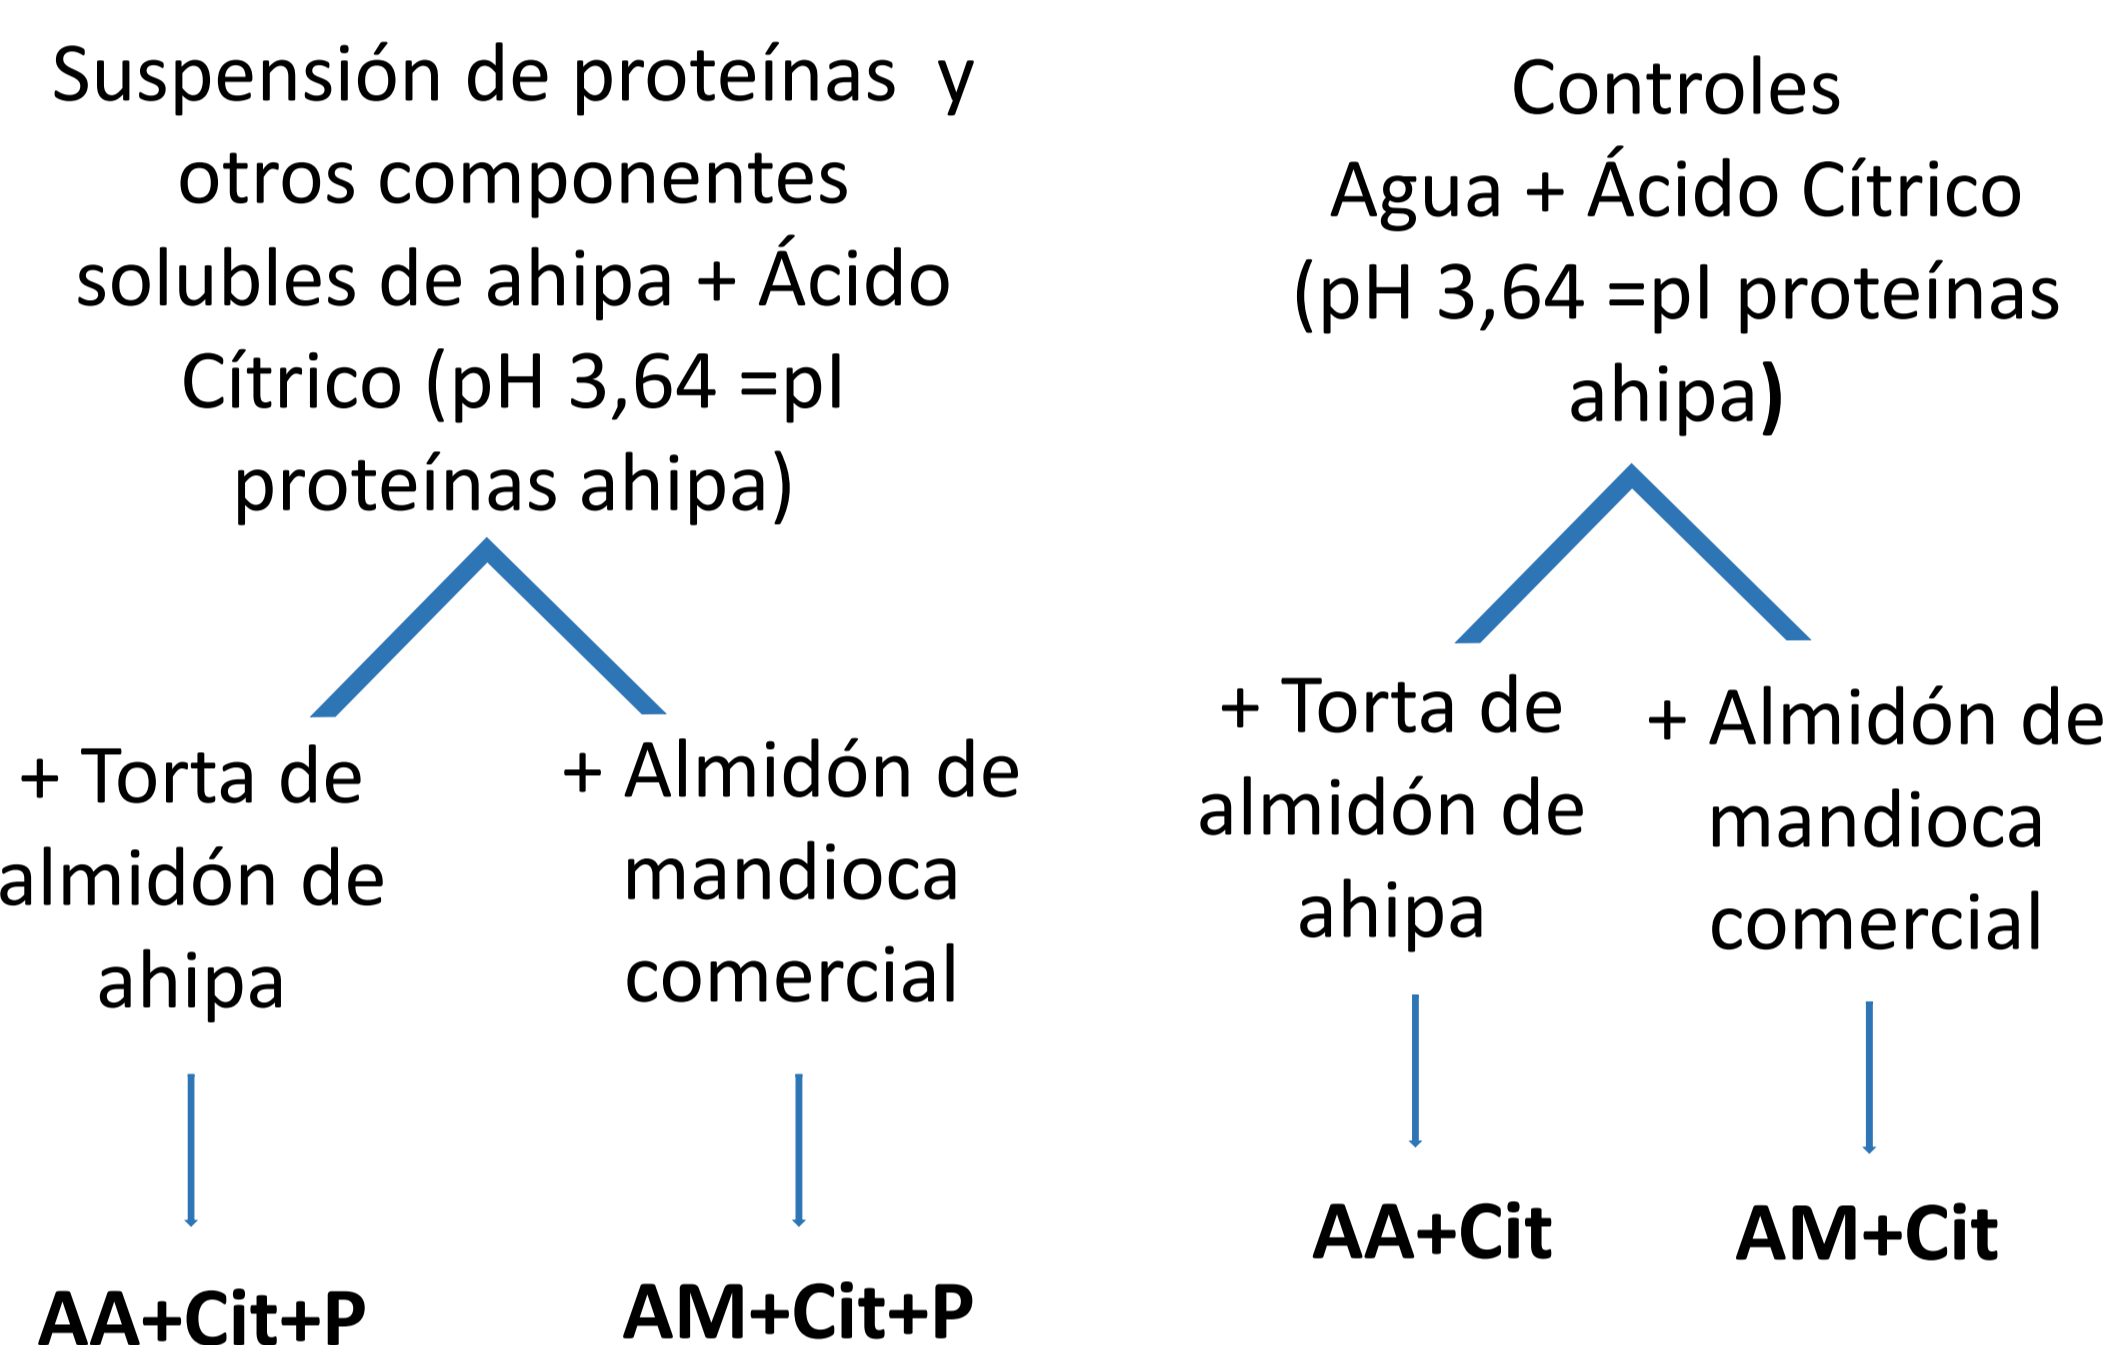 Suspensión de proteínas y
otros componentes
solubles de ahipa + Ácido
Cítrico (pH 3,64 =pI
proteínas ahipa)
+ Torta de
almidón de
ahipa
+ Almidón de
mandioca
comercial
AA+Cit+P
AM+Cit+P
Controles
Agua + Ácido Cítrico
(pH 3,64 =pI proteínas
ahipa)
+ Torta de
almidón de
ahipa
+ Almidón de
mandioca
comercial
AA+Cit
AM+Cit